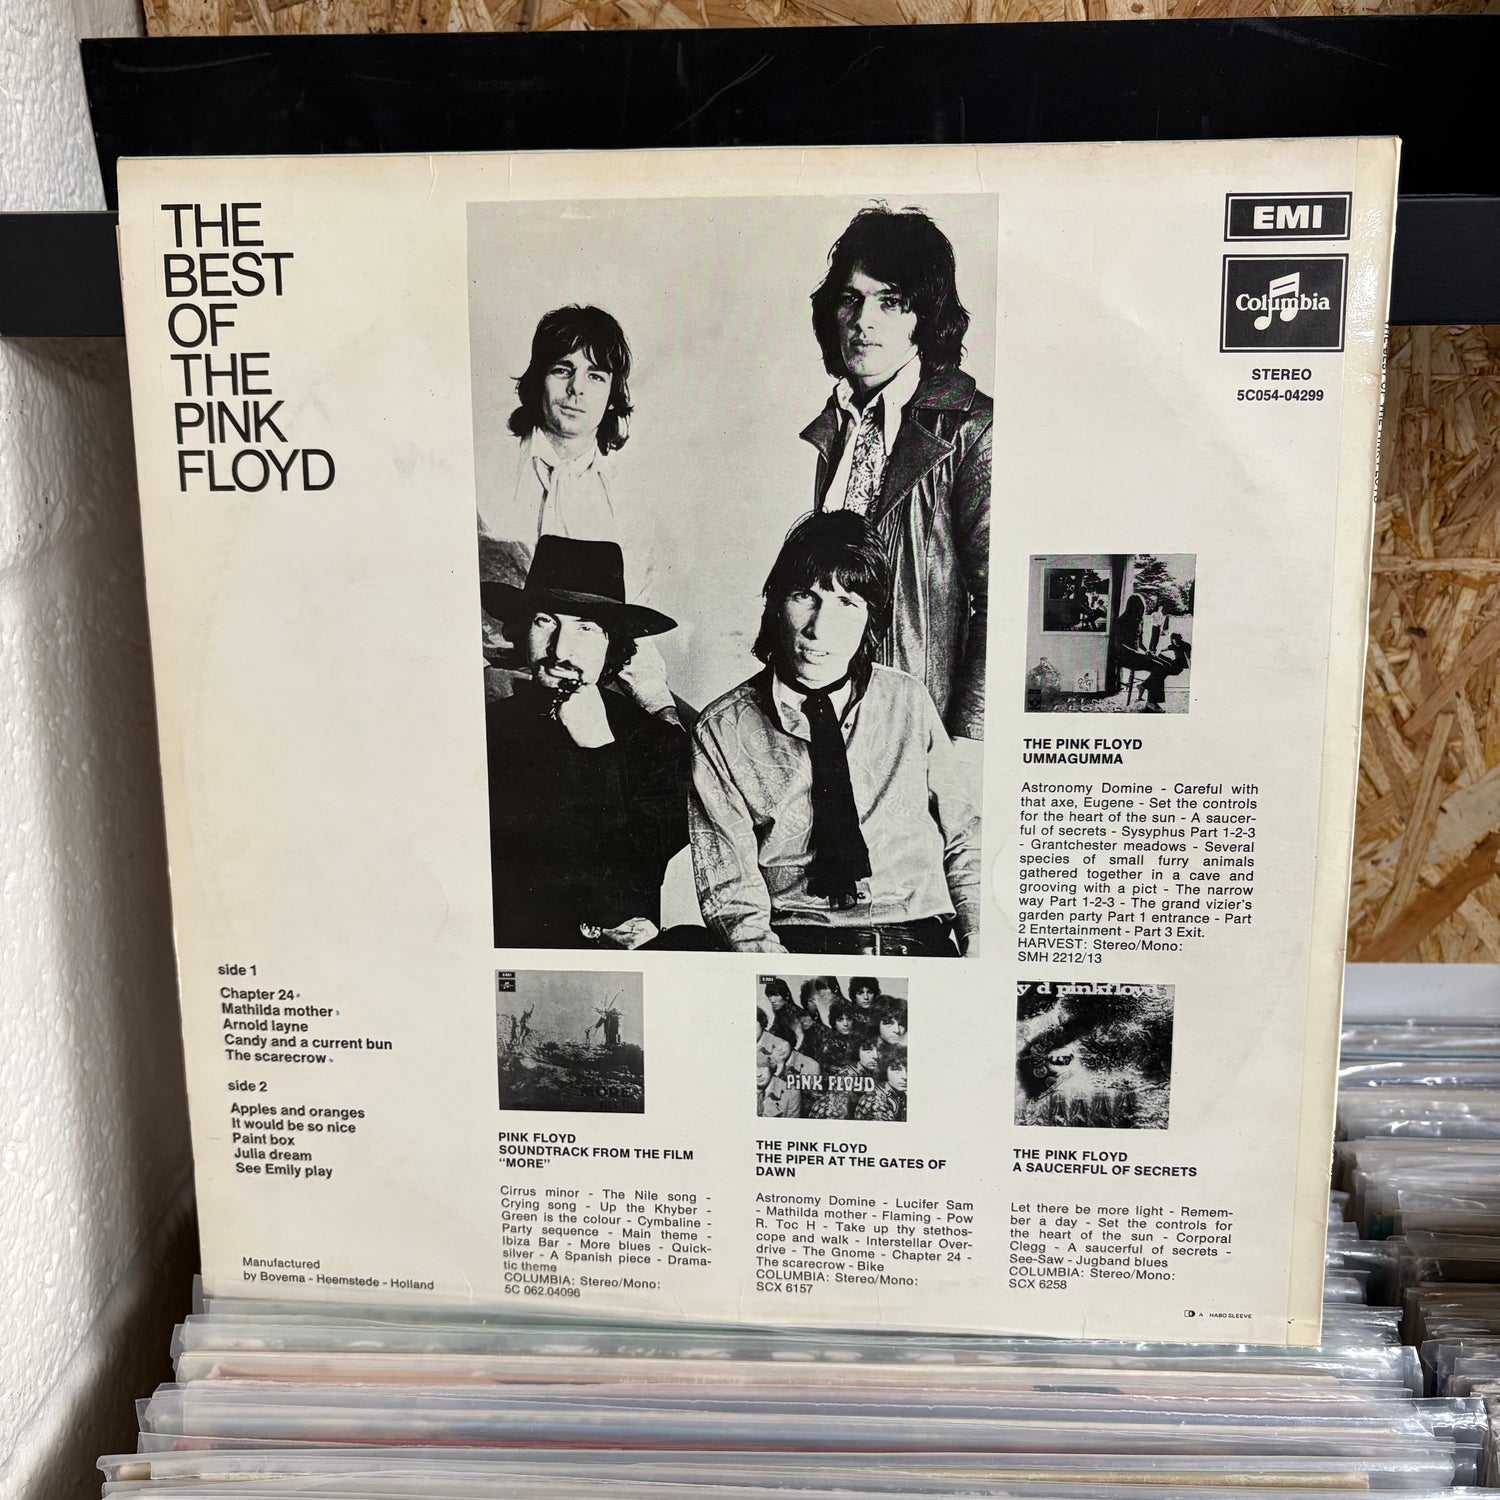 THE
BEST
OF
THE
PINK
FLOYD
EMI
Columbia
STEREO
5C054-04299
THE PINK FLOYD
UMMAGUMMA
Astronomy Domine - Careful with
that axe, Eugene - Set the controls
for the heart of the sun - A saucer-
ful of secrets - Sysyphus Part 1-2-3
- Grantchester meadows - Several
species of small furry animals
gathered together in a cave and
grooving with a pict - The narrow
way Part 1-2-3 - The grand vizier's
garden party Part 1 entrance - Part
2 Entertainment - Part 3 Exit.
HARVEST: Stereo/Mono:
SMH 2212/13
side 1
Chapter 24
Mathilda mother
Arnold layne
Candy and a current bun
The scarecrow
side 2
Apples and oranges
It would be so nice
Paint box
Julia dream
See Emily play
Manufactured
by Bovema - Heemstede - Holland
EMI
MORE
PINK FLOYD
SOUNDTRACK FROM THE FILM
"MORE"
Cirrus minor - The Nile song -
Crying song - Up the Khyber -
Green is the colour - Cymbaline -
Party sequence - Main theme -
Ibiza Bar - More blues - Quick-
silver - A Spanish piece - Drama-
tic theme
COLUMBIA: Stereo/Mono:
5C 062.04096
EMI
PINK FLOYD
THE PINK FLOYD
THE PIPER AT THE GATES OF
DAWN
Astronomy Domine - Lucifer Sam
- Mathilda mother - Flaming - Pow
R. Toc H - Take up thy stethos-
cope and walk - Interstellar Over-
drive - The Gnome - Chapter 24 -
The scarecrow - Bike
COLUMBIA: Stereo/Mono:
SCX 6157
y d pinkfloyd
THE PINK FLOYD
A SAUCERFUL OF SECRETS
Let there be more light - Remem-
ber a day - Set the controls for
the heart of the sun - Corporal
Clegg - A saucerful of secrets -
See-Saw - Jugband blues
COLUMBIA: Stereo/Mono:
SCX 6258
A HABO SLEEVE